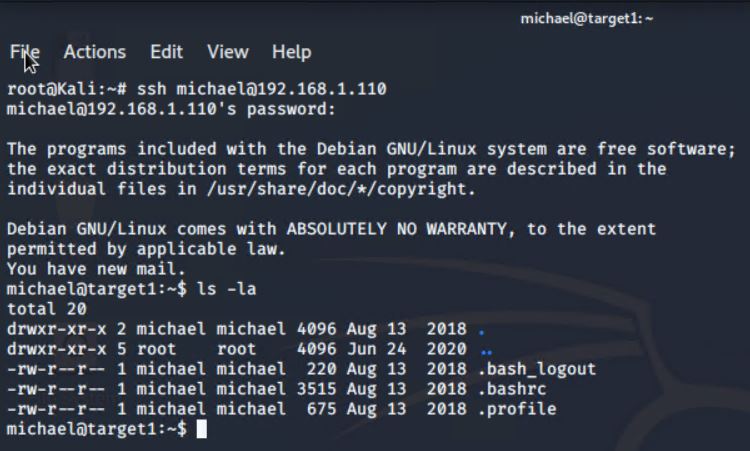 michael@target1: ~
File Actions Edit View Help
root@Kali:~# ssh michael@192.168.1.110
michael@192.168.1.110's password:
The programs included with the Debian GNU/Linux system are free software;
the exact distribution terms for each program are described in the
individual files in /usr/share/doc/*/copyright.
Debian GNU/Linux comes with ABSOLUTELY NO WARRANTY, to the extent
permitted by applicable law.
You have new mail.
michael@target1:~$ ls -la
total 20
drwxr-xr-x 2 michael michael 4096 Aug 13  2018 .
drwxr-xr-x 5 root    root    4096 Jun 24  2020 ..
-rw-r--r-- 1 michael michael  220 Aug 13  2018 .bash_logout
-rw-r--r-- 1 michael michael 3515 Aug 13  2018 .bashrc
-rw-r--r-- 1 michael michael  675 Aug 13  2018 .profile
michael@target1:~$